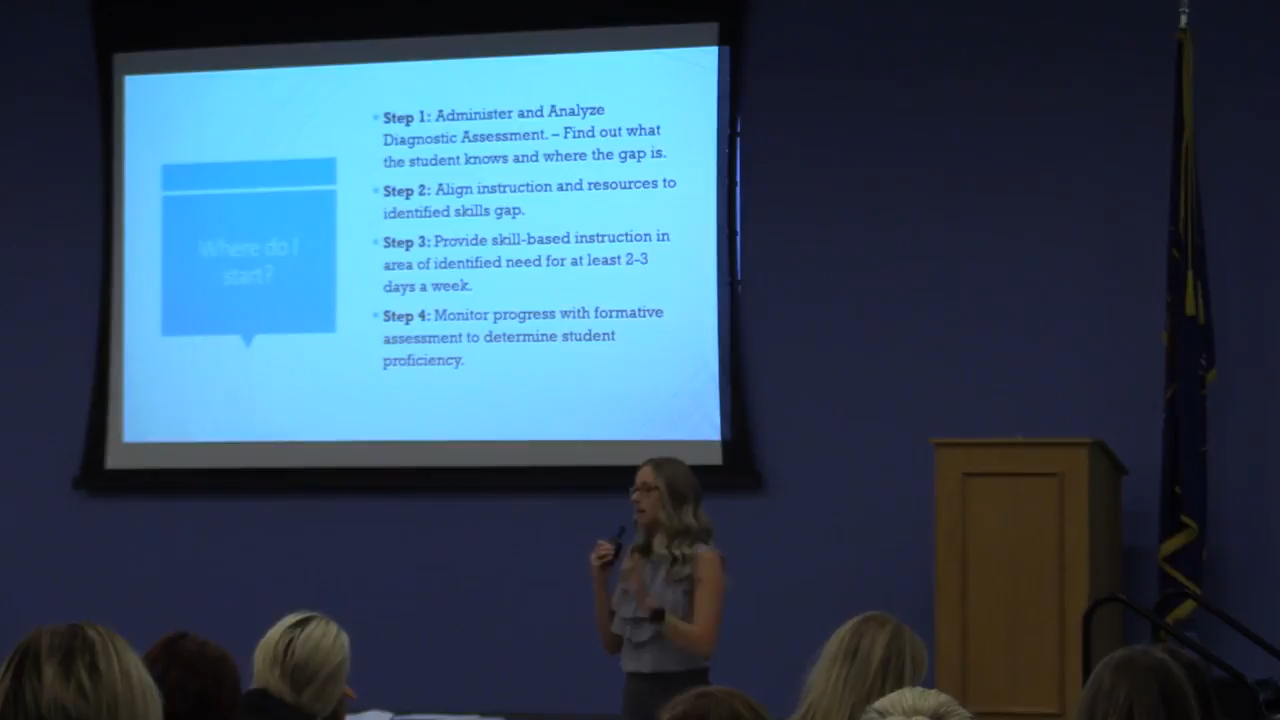 Where do I
start?
Step 1: Administer and Analyze
Diagnostic Assessment. – Find out what
the student knows and where the gap is.
Step 2: Align instruction and resources to
identified skills gap.
Step 3: Provide skill-based instruction in
area of identified need for at least 2-3
days a week.
Step 4: Monitor progress with formative
assessment to determine student
proficiency.